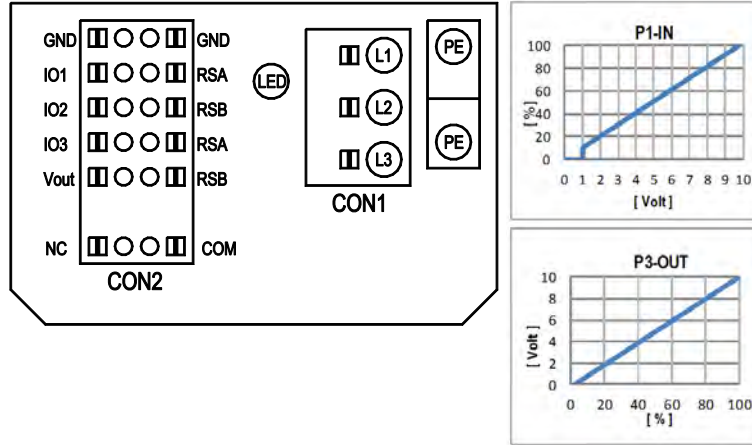 GND GND
IO1 RSA
IO2 RSB
IO3 RSA
Vout RSB
NC COM
CON2
LED
L1
L2
L3
CON1
PE
PE
P1-IN
[%]
100
80
60
40
20
0
0 1 2 3 4 5 6 7 8 9 10
[ Volt ]
P3-OUT
[ Volt ]
10
8
6
4
2
0
0 20 40 60 80 100
[ % ]